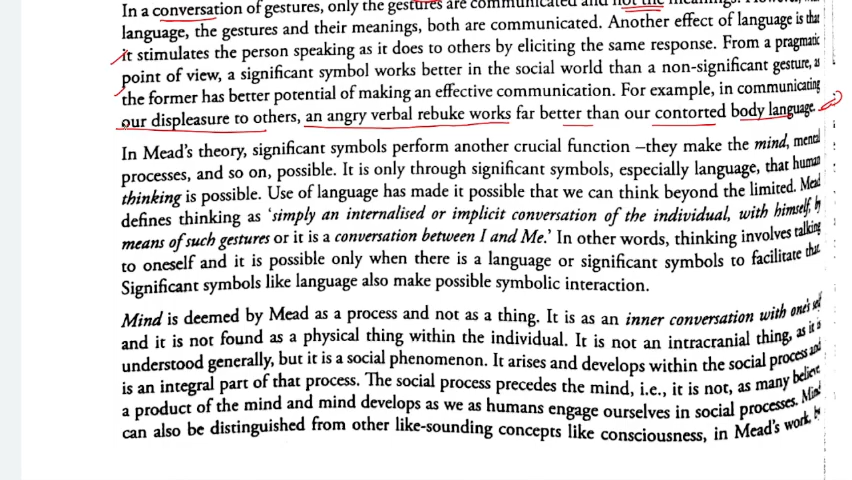 In a conversation of gestures, only the gestures are communicated and not the meanings. However,
language, the gestures and their meanings, both are communicated. Another effect of language is that
it stimulates the person speaking as it does to others by eliciting the same response. From a pragmatic
point of view, a significant symbol works better in the social world than a non-significant gesture, as
the former has better potential of making an effective communication. For example, in communicating
our displeasure to others, an angry verbal rebuke works far better than our contorted body language.
In Mead's theory, significant symbols perform another crucial function –they make the mind, mental
processes, and so on, possible. It is only through significant symbols, especially language, that human
thinking is possible. Use of language has made it possible that we can think beyond the limited. Mead
defines thinking as 'simply an internalised or implicit conversation of the individual, with himself, by
means of such gestures or it is a conversation between I and Me.' In other words, thinking involves talking
to oneself and it is possible only when there is a language or significant symbols to facilitate that.
Significant symbols like language also make possible symbolic interaction.
Mind is deemed by Mead as a process and not as a thing. It is as an inner conversation with one's self
and it is not found as a physical thing within the individual. It is not an intracranial thing, as it is
understood generally, but it is a social phenomenon. It arises and develops within the social process and
is an integral part of that process. The social process precedes the mind, i.e., it is not, as many believe
a product of the mind and mind develops as we as humans engage ourselves in social processes. Mind
can also be distinguished from other like-sounding concepts like consciousness, in Mead's work, by